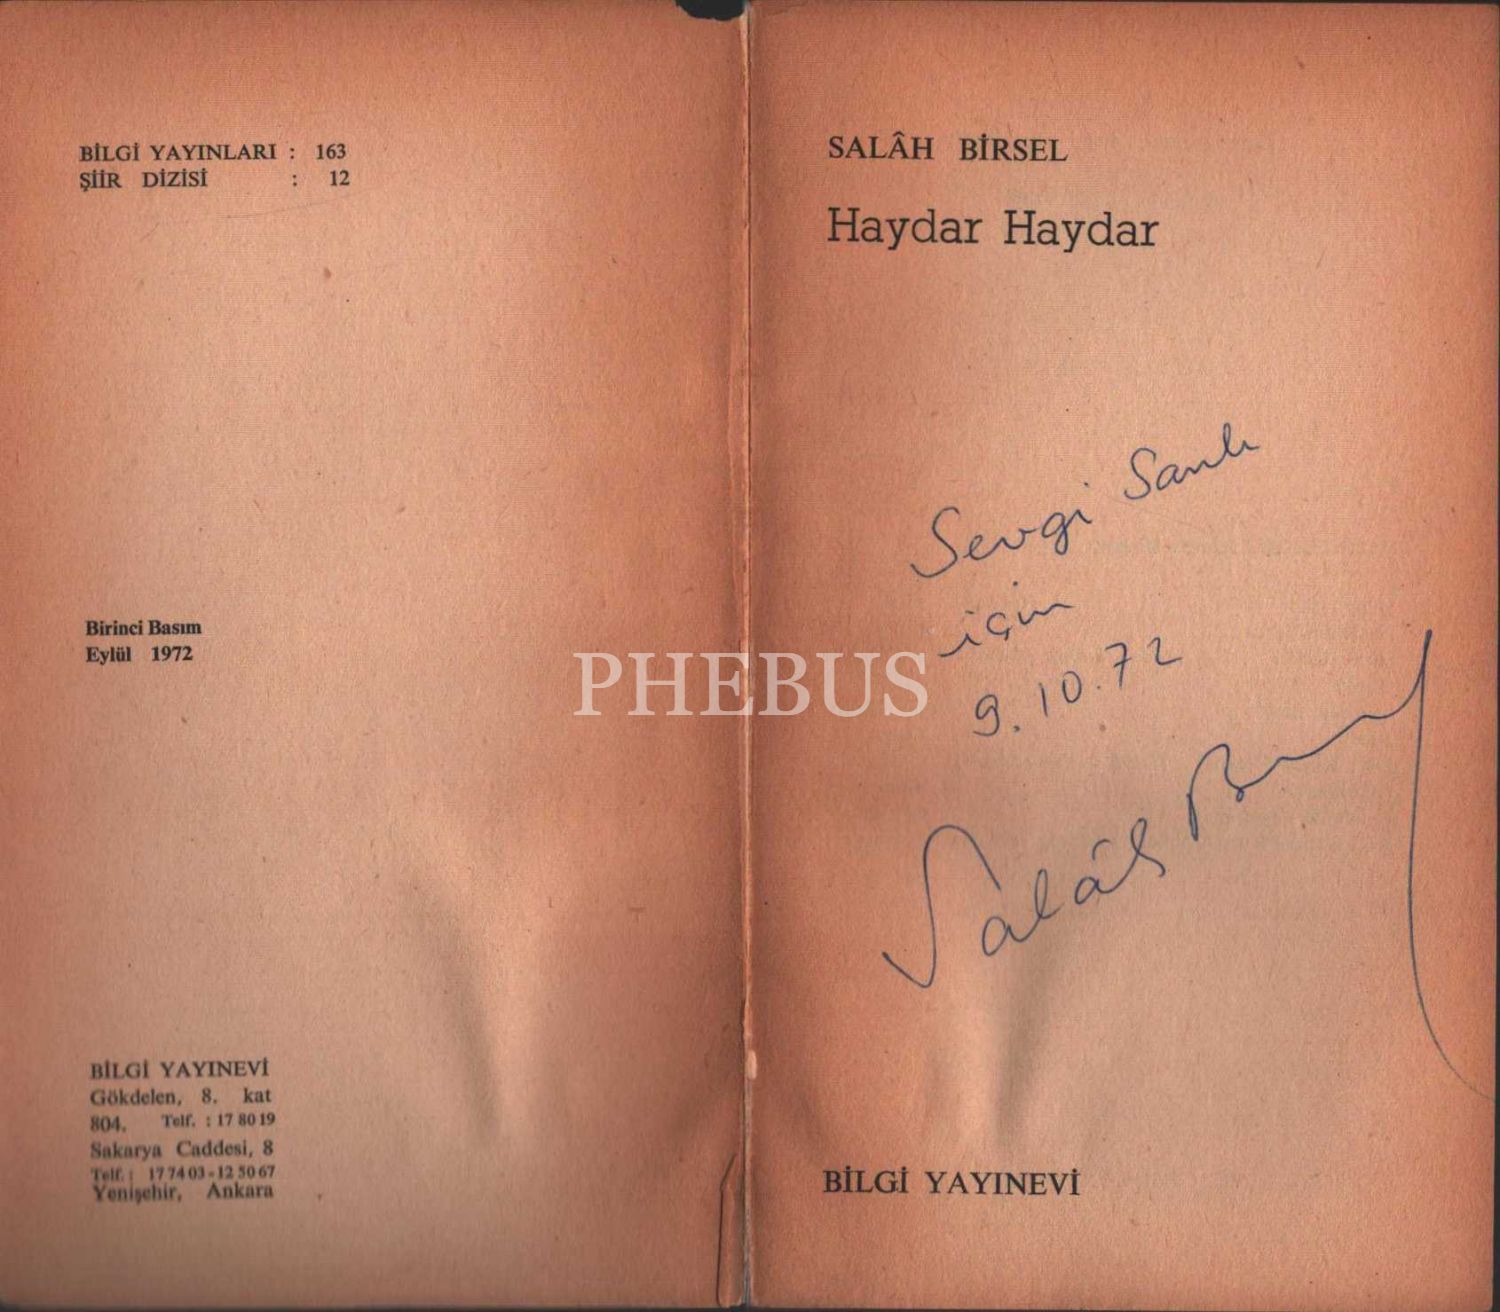 BİLGİ YAYINLARI : 163
ŞİİR DİZİSİ : 12
Birinci Basım
Eylül 1972
BİLGİ YAYINEVİ
Gökdelen, 8. kat
804. Telf. : 17 80 19
Sakarya Caddesi, 8
Telf. : 17 74 03 - 12 50 67
Yenişehir, Ankara
SALÂH BİRSEL
Haydar Haydar
Sevgi Sanlı
için
9.10.72
Salâh Birsel
BİLGİ YAYINEVİ
PHEBUS